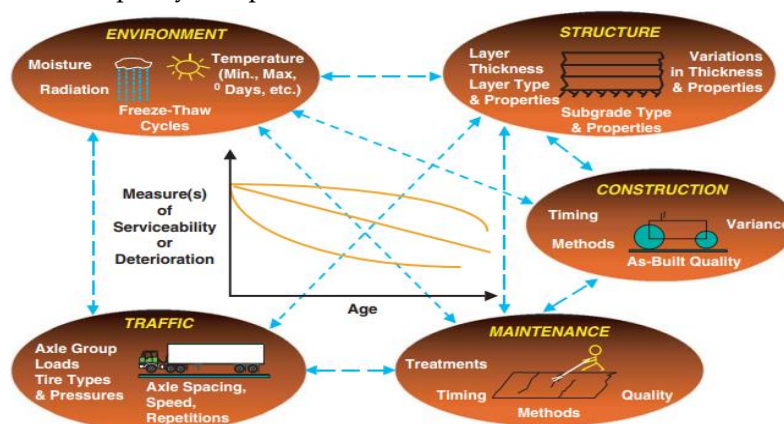 ENVIRONMENT
Moisture
Radiation
Temperature
(Min., Max,
0 Days, etc.)
Freeze-Thaw
Cycles
STRUCTURE
Layer
Thickness
Layer Type
& Properties
Variations
in Thickness
& Properties
Subgrade Type
& Properties
Measure(s)
of
Serviceability
or
Deterioration
Age
CONSTRUCTION
Timing
Methods
Variance
As-Built Quality
TRAFFIC
Axle Group
Loads
Tire Types
& Pressures
Axle Spacing,
Speed,
Repetitions
MAINTENANCE
Treatments
Timing
Quality
Methods